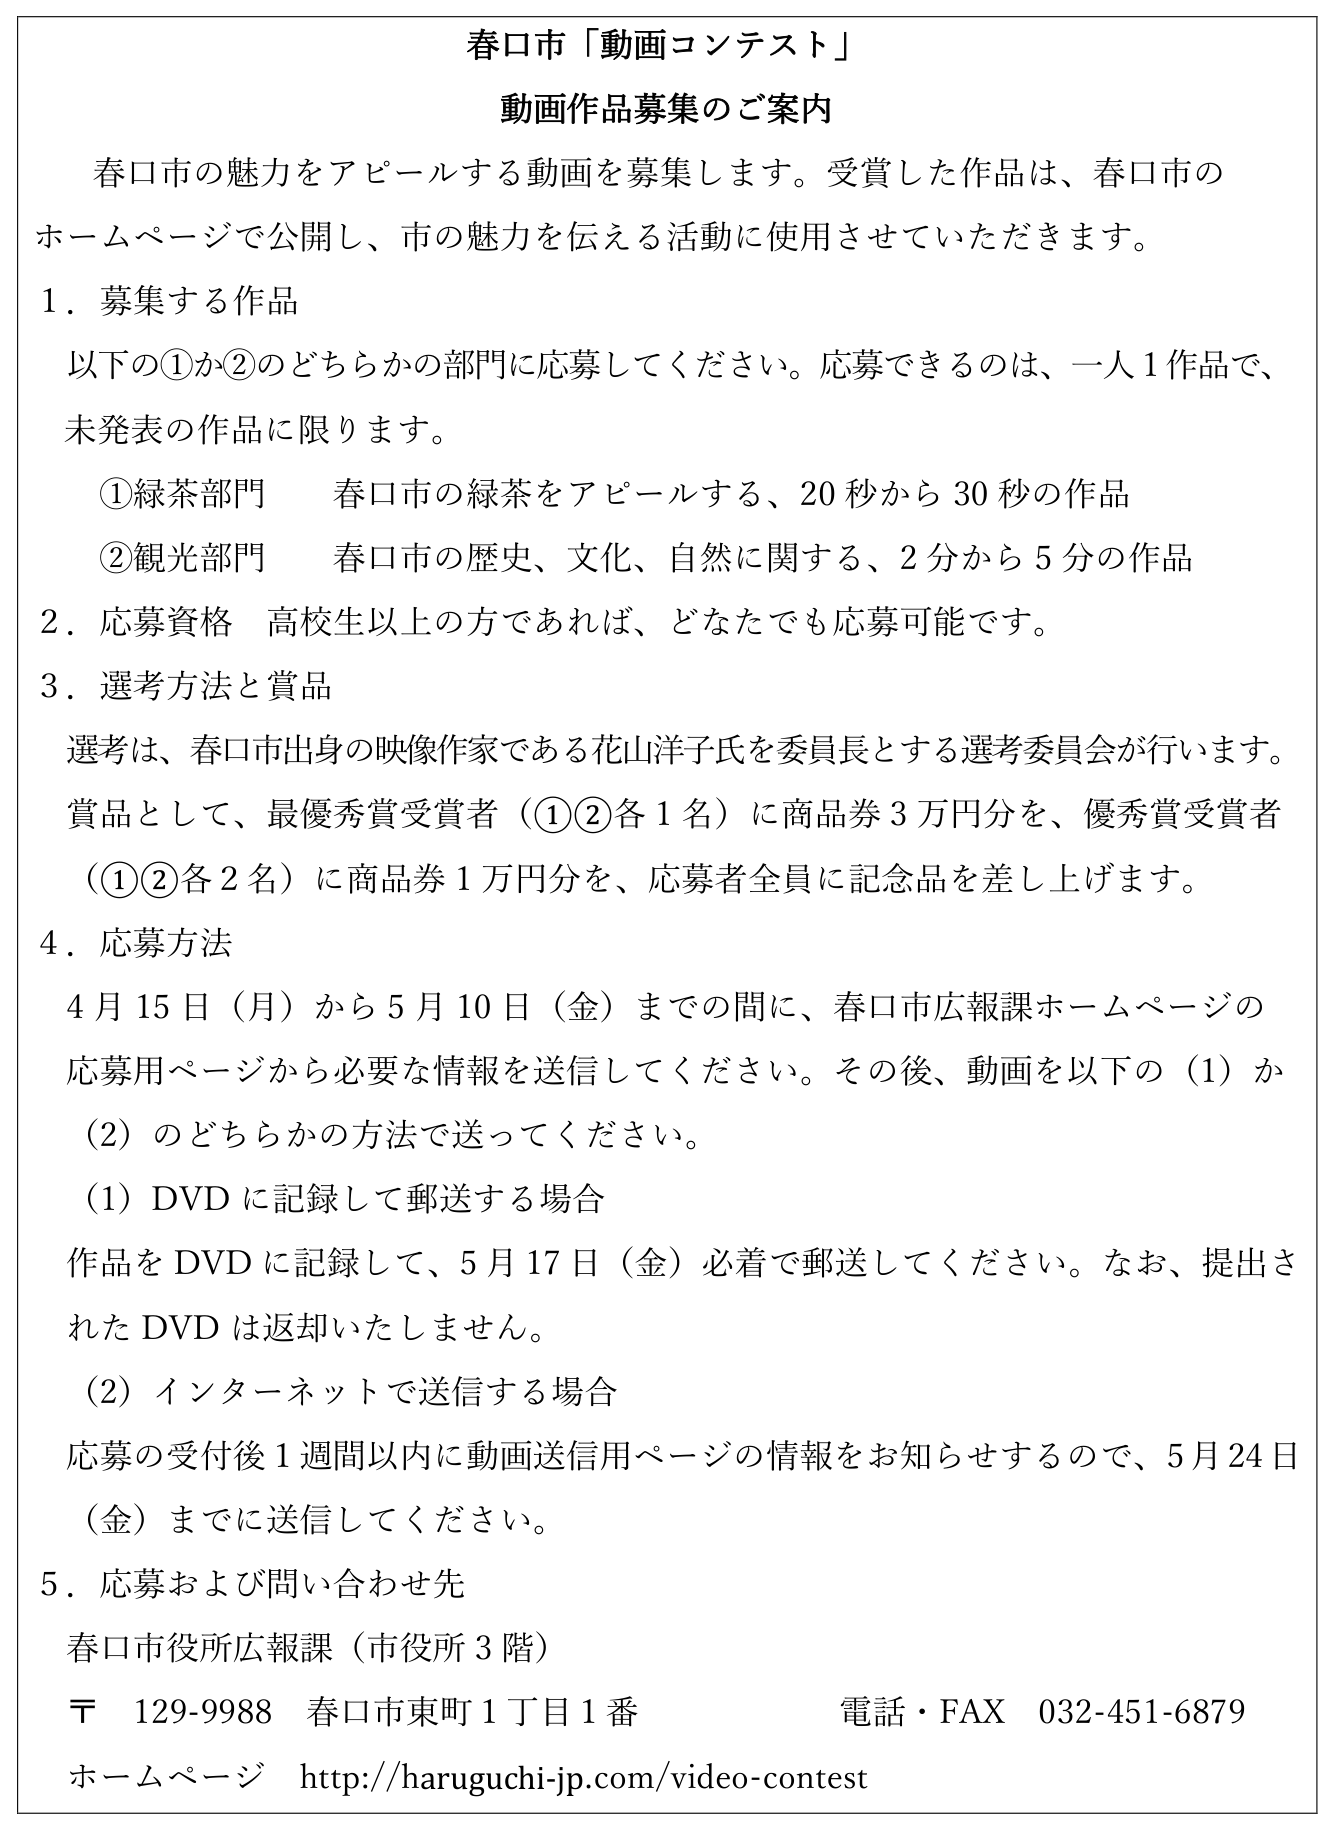 春口市「動画コンテスト」
動画作品募集のご案内
春口市の魅力をアピールする動画を募集します。受賞した作品は、春口市の
ホームページで公開し、市の魅力を伝える活動に使用させていただきます。
１．募集する作品
以下の①か②のどちらかの部門に応募してください。応募できるのは、一人1作品で、
未発表の作品に限ります。
①緑茶部門　　春口市の緑茶をアピールする、20 秒から 30 秒の作品
②観光部門　　春口市の歴史、文化、自然に関する、2 分から 5 分の作品
２．応募資格　高校生以上の方であれば、どなたでも応募可能です。
３．選考方法と賞品
選考は、春口市出身の映像作家である花山洋子氏を委員長とする選考委員会が行います。
賞品として、最優秀賞受賞者（①②各 1 名）に商品券 3 万円分を、優秀賞受賞者
（①②各 2 名）に商品券 1 万円分を、応募者全員に記念品を差し上げます。
４．応募方法
4 月 15 日（月）から 5 月 10 日（金）までの間に、春口市広報課ホームページの
応募用ページから必要な情報を送信してください。その後、動画を以下の（1）か
（2）のどちらかの方法で送ってください。
（1）DVD に記録して郵送する場合
作品を DVD に記録して、5 月 17 日（金）必着で郵送してください。なお、提出さ
れた DVD は返却いたしません。
（2）インターネットで送信する場合
応募の受付後 1 週間以内に動画送信用ページの情報をお知らせするので、5 月 24 日
（金）までに送信してください。
５．応募および問い合わせ先
春口市役所広報課（市役所 3 階）
〒　129-9988　春口市東町 1 丁目 1 番　　　　　　電話・FAX　032-451-6879
ホームページ　http://haruguchi-jp.com/video-contest